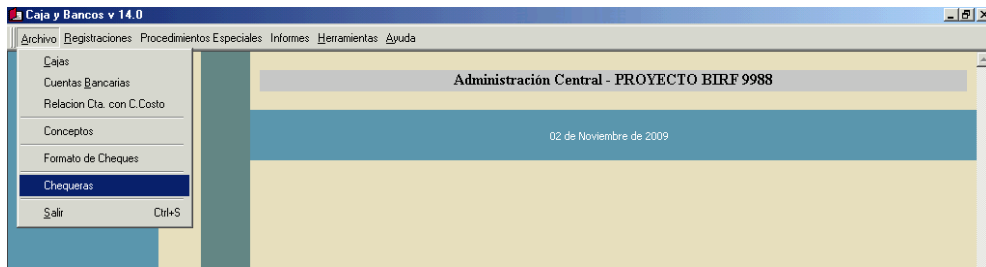 Caja y Bancos v 14.0
Archivo Registraciones Procedimientos Especiales Informes Herramientas Ayuda
Cajas
Cuentas Bancarias
Relacion Cta. con C.Costo
Conceptos
Formato de Cheques
Chequeras
Salir Ctrl+S
Administración Central - PROYECTO BIRF 9988
02 de Noviembre de 2009